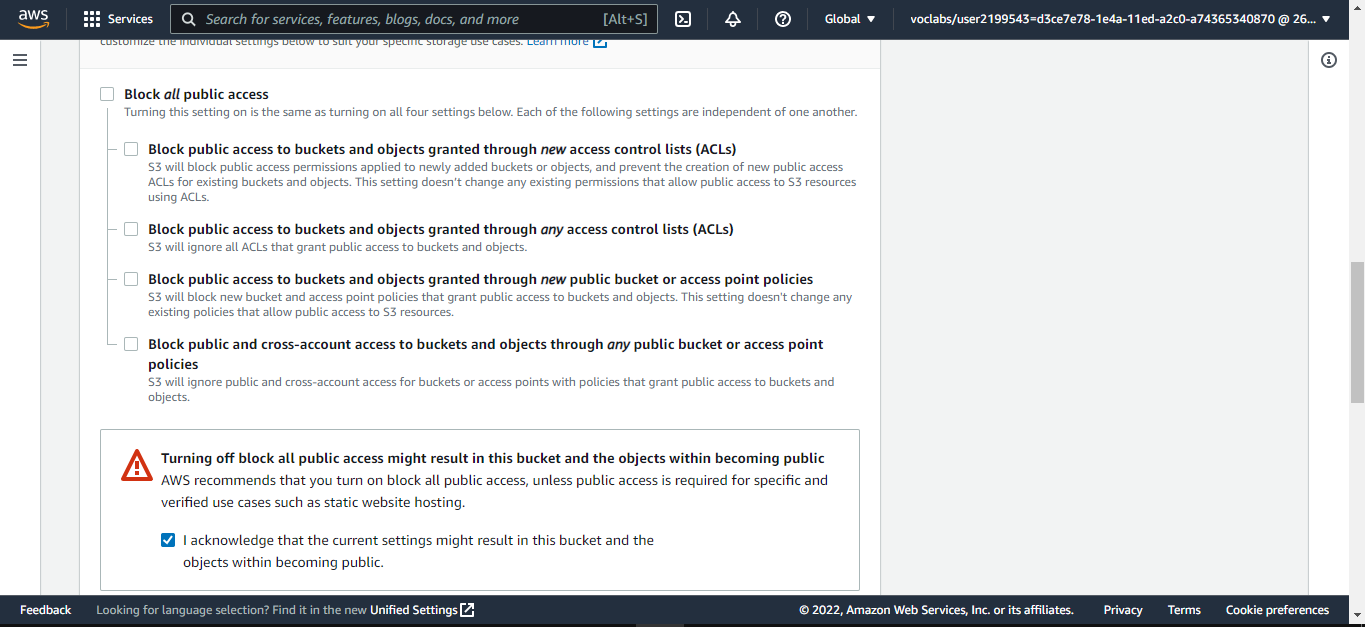 aws
Services
Search for services, features, blogs, docs, and more [Alt+S]
Global
voclabs/user2199543=d3ce7e78-1e4a-11ed-a2c0-a74365340870 @ 26...
customize the individual settings below to suit your specific storage use cases. Learn more
Block all public access
Turning this setting on is the same as turning on all four settings below. Each of the following settings are independent of one another.
Block public access to buckets and objects granted through new access control lists (ACLs)
S3 will block public access permissions applied to newly added buckets or objects, and prevent the creation of new public access
ACLs for existing buckets and objects. This setting doesn't change any existing permissions that allow public access to S3 resources
using ACLs.
Block public access to buckets and objects granted through any access control lists (ACLs)
S3 will ignore all ACLs that grant public access to buckets and objects.
Block public access to buckets and objects granted through new public bucket or access point policies
S3 will block new bucket and access point policies that grant public access to buckets and objects. This setting doesn't change any
existing policies that allow public access to S3 resources.
Block public and cross-account access to buckets and objects through any public bucket or access point
policies
S3 will ignore public and cross-account access for buckets or access points with policies that grant public access to buckets and
objects.
Turning off block all public access might result in this bucket and the objects within becoming public
AWS recommends that you turn on block all public access, unless public access is required for specific and
verified use cases such as static website hosting.
I acknowledge that the current settings might result in this bucket and the
objects within becoming public.
Feedback
Looking for language selection? Find it in the new Unified Settings
© 2022, Amazon Web Services, Inc. or its affiliates.
Privacy
Terms
Cookie preferences